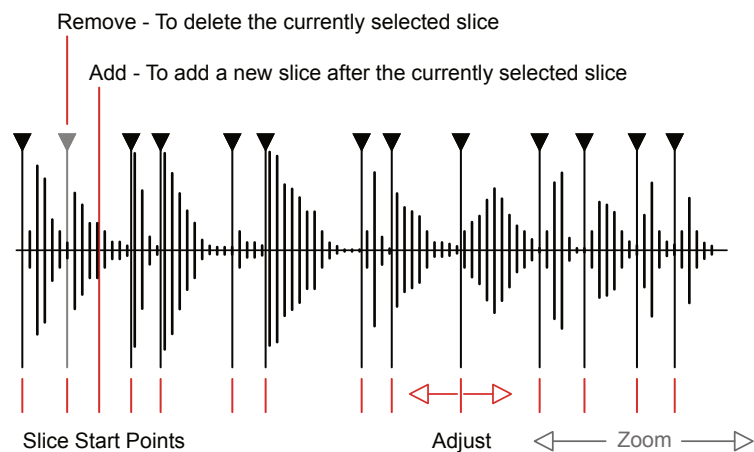 Remove - To delete the currently selected slice
Add - To add a new slice after the currently selected slice
Slice Start Points
Adjust
Zoom